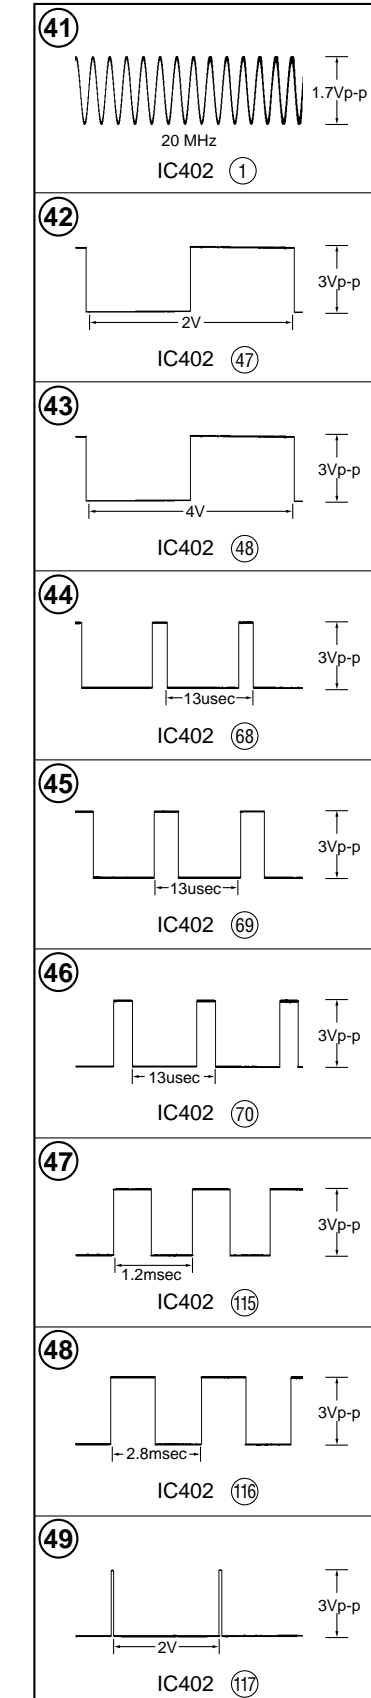 41
1.7Vp-p
20 MHz
IC402 1
42
3Vp-p
2V
IC402 47
43
3Vp-p
4V
IC402 48
44
3Vp-p
13usec
IC402 68
45
3Vp-p
13usec
IC402 69
46
3Vp-p
13usec
IC402 70
47
3Vp-p
1.2msec
IC402 115
48
3Vp-p
2.8msec
IC402 116
49
3Vp-p
2V
IC402 117